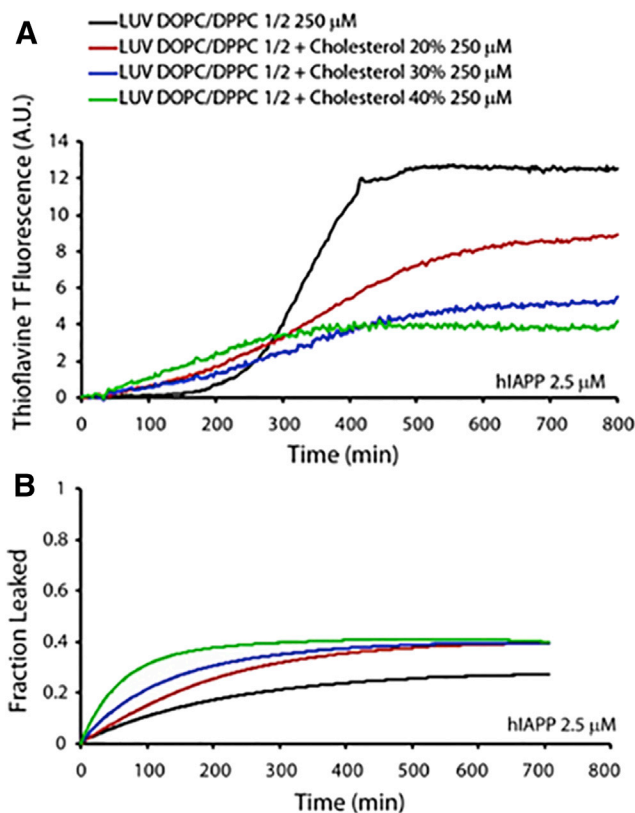 A
LUV DOPC/DPPC 1/2 250 μM
LUV DOPC/DPPC 1/2 + Cholesterol 20% 250 μM
LUV DOPC/DPPC 1/2 + Cholesterol 30% 250 μM
LUV DOPC/DPPC 1/2 + Cholesterol 40% 250 μM
Thioflavine T Fluorescence (A.U.)
14
12
10
8
6
4
2
0
hIAPP 2.5 μM
0 100 200 300 400 500 600 700 800
Time (min)
B
Fraction Leaked
1
0.8
0.6
0.4
0.2
0
hIAPP 2.5 μM
0 100 200 300 400 500 600 700 800
Time (min)